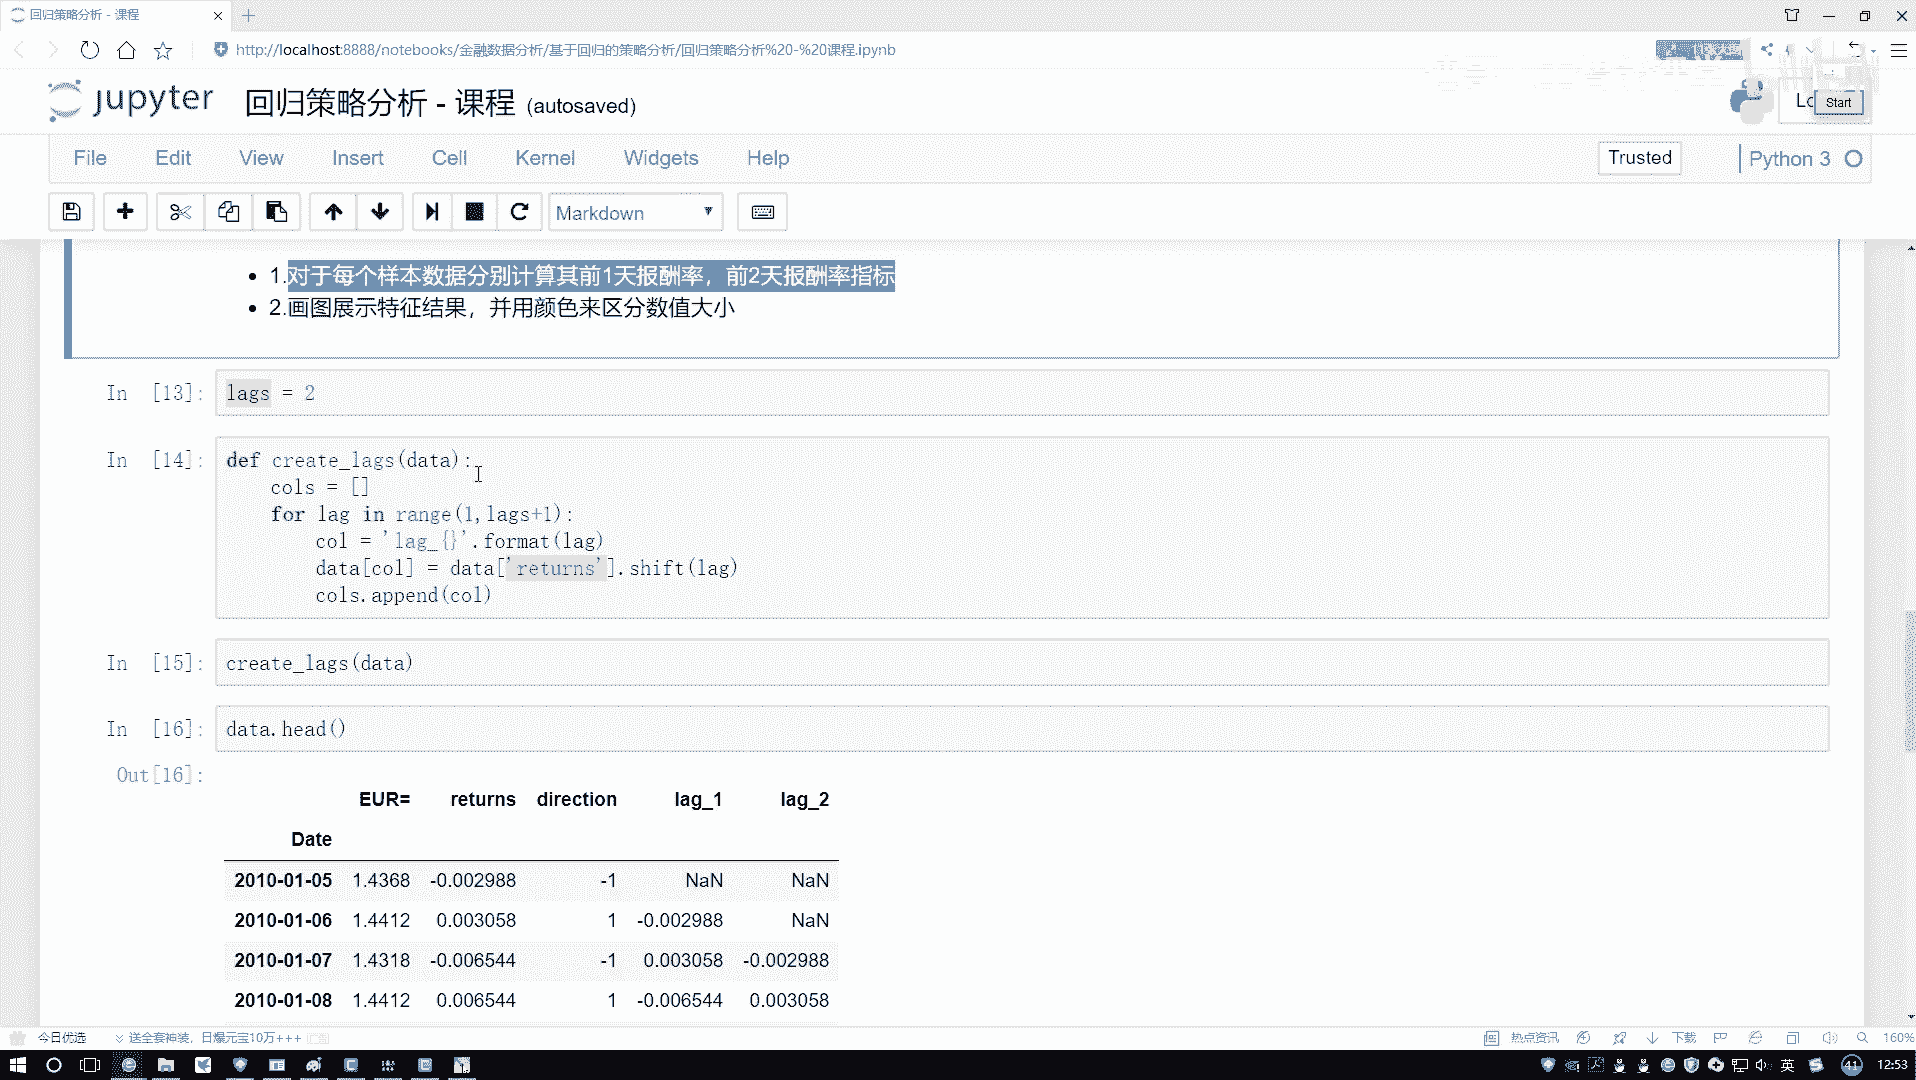 回归策略分析 - 课程
http://localhost:8888/notebooks/金融数据分析/基于回归的策略分析/回归策略分析%20-%20课程.ipynb
jupyter 回归策略分析 - 课程 (autosaved)
Start
File Edit View Insert Cell Kernel Widgets Help
Trusted
Python 3
Markdown
1.对于每个样本数据分别计算其前1天报酬率，前2天报酬率指标
2.画图展示特征结果，并用颜色来区分数值大小
In [13]: lags = 2
In [14]: def create_lags(data):
cols = []
for lag in range(1,lags+1):
col = 'lag_{}'.format(lag)
data[col] = data['returns'].shift(lag)
cols.append(col)
In [15]: create_lags(data)
In [16]: data.head()
Out[16]:
EUR= returns direction lag_1 lag_2
Date
2010-01-05 1.4368 -0.002988 -1 NaN NaN
2010-01-06 1.4412 0.003058 1 -0.002988 NaN
2010-01-07 1.4318 -0.006544 -1 0.003058 -0.002988
2010-01-08 1.4412 0.006544 1 -0.006544 0.003058
今日优选 送全套神装，日爆元宝10万+++ 热点资讯 下载 160%
英 41 12:53